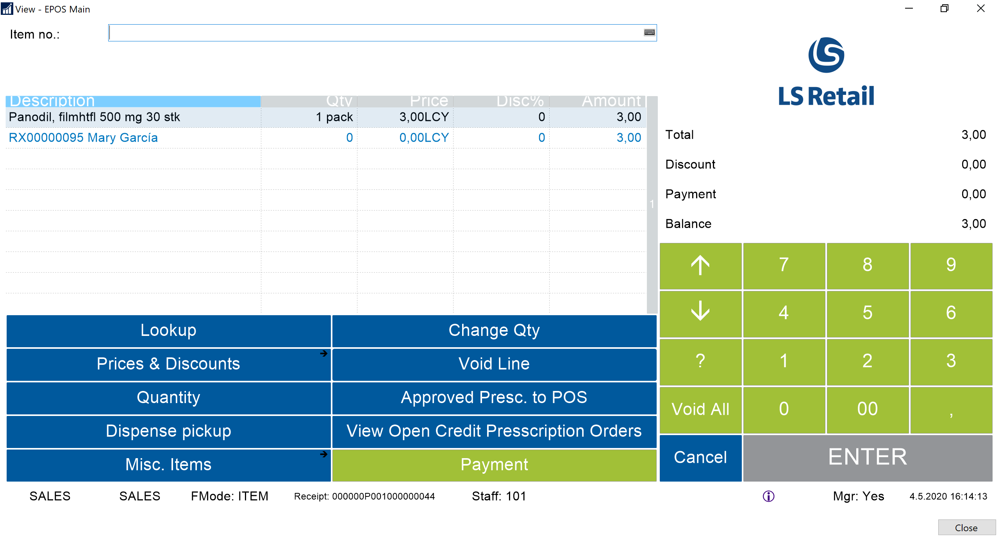 View - EPOS Main
Item no.:
LS Retail
Description Qty Price Disc% Amount
Panodil, filmhtfl 500 mg 30 stk 1 pack 3,00LCY 0 3,00
RX00000095 Mary García 0 0,00LCY 0 3,00
1
Total 3,00
Discount 0,00
Payment 0,00
Balance 3,00
7 8 9
4 5 6
? 1 2 3
Void All 0 00 ,
Cancel ENTER
Lookup Change Qty
Prices & Discounts Void Line
Quantity Approved Presc. to POS
Dispense pickup View Open Credit Presscription Orders
Misc. Items Payment
SALES SALES FMode: ITEM Receipt: 000000P001000000044 Staff: 101 Mgr: Yes 4.5.2020 16:14:13
Close